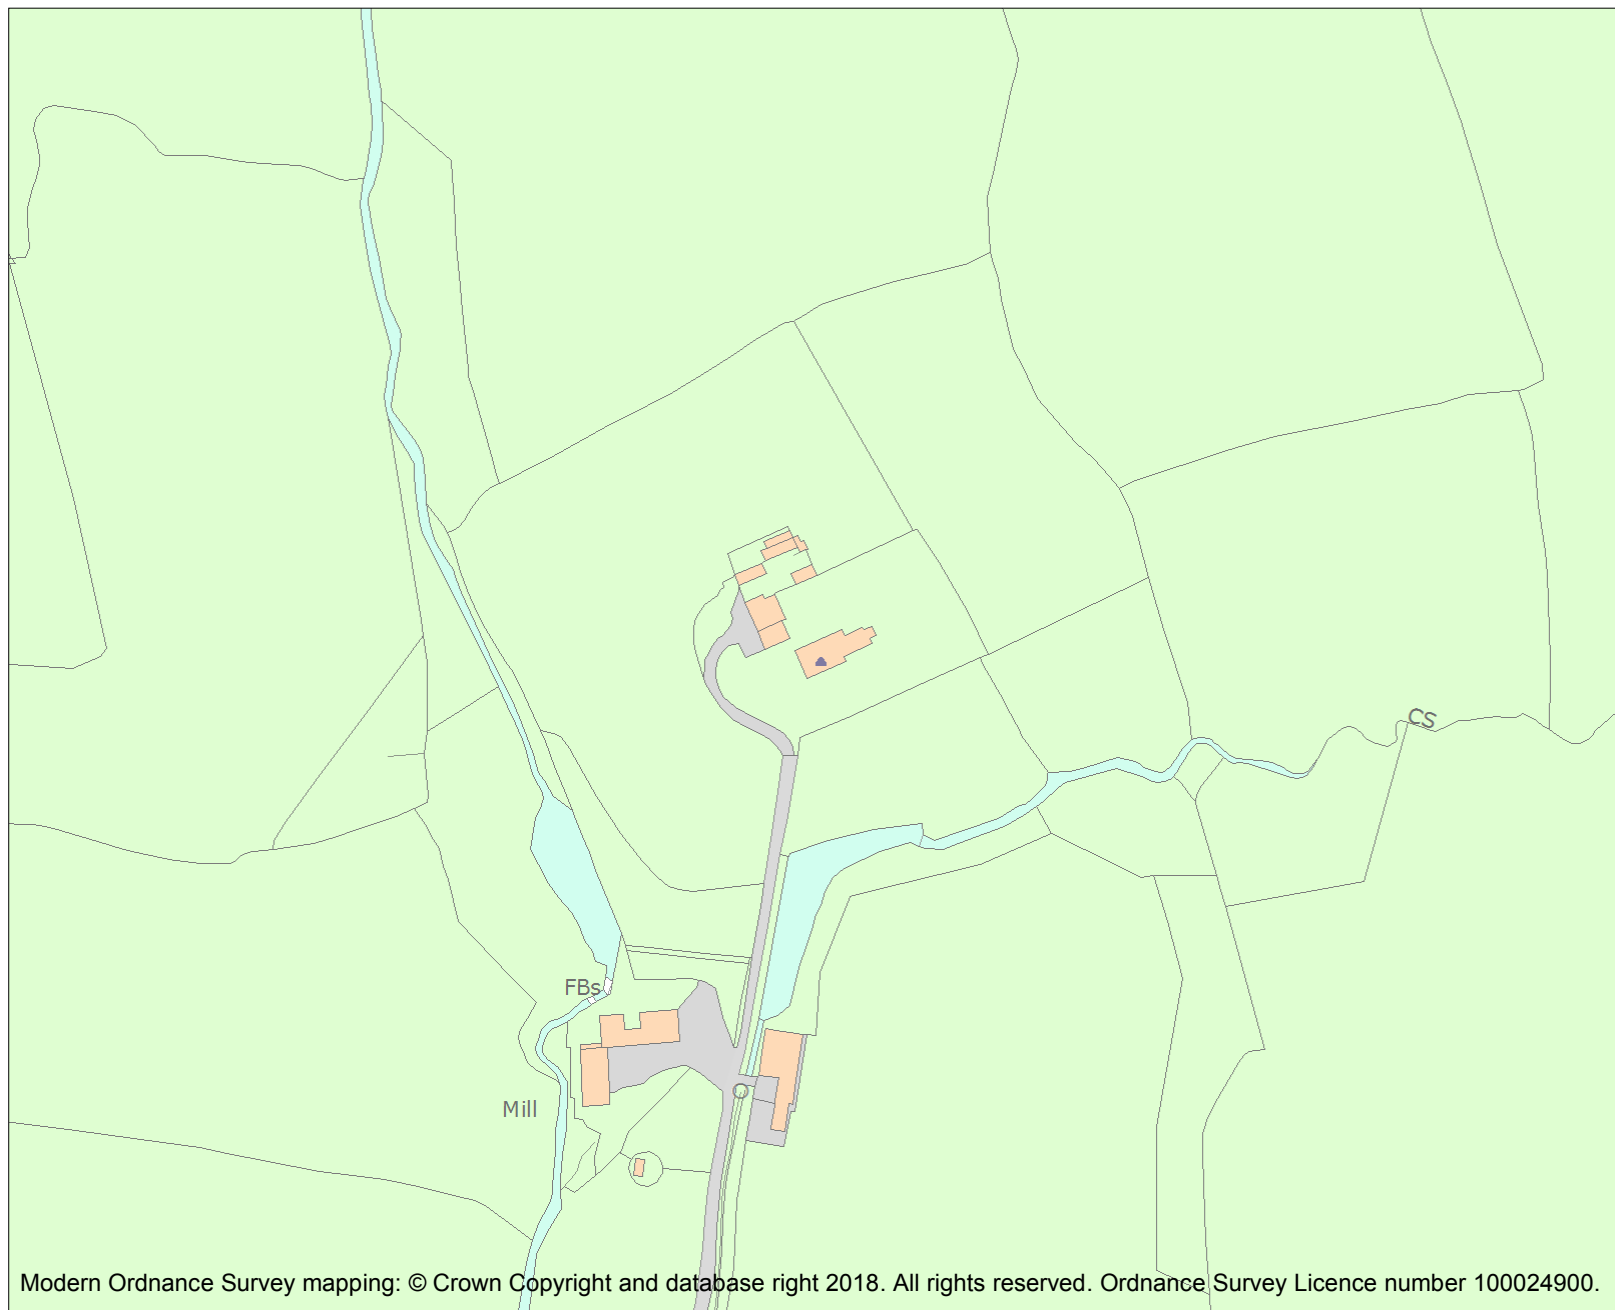 CS
FBs
Mill
Modern Ordnance Survey mapping: © Crown Copyright and database right 2018. All rights reserved. Ordnance Survey Licence number 100024900.